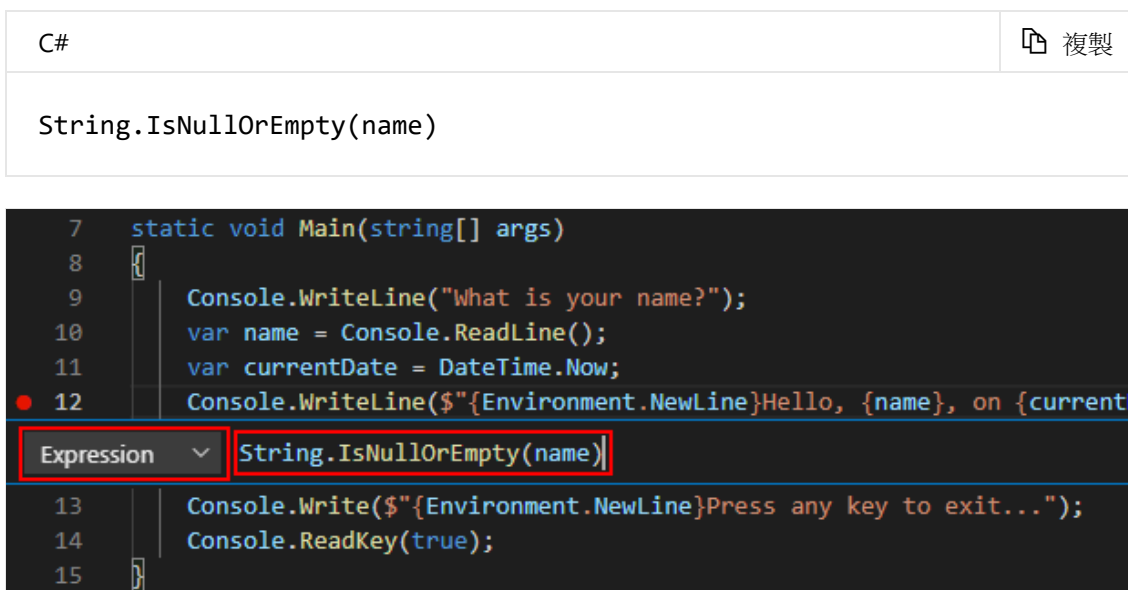 C#
複製
String.IsNullOrEmpty(name)
7 static void Main(string[] args)
8 {
9 Console.WriteLine("What is your name?");
10 var name = Console.ReadLine();
11 var currentDate = DateTime.Now;
12 Console.WriteLine($"{Environment.NewLine}Hello, {name}, on {current
Expression String.IsNullOrEmpty(name)
13 Console.Write($"{Environment.NewLine}Press any key to exit...");
14 Console.ReadKey(true);
15 }